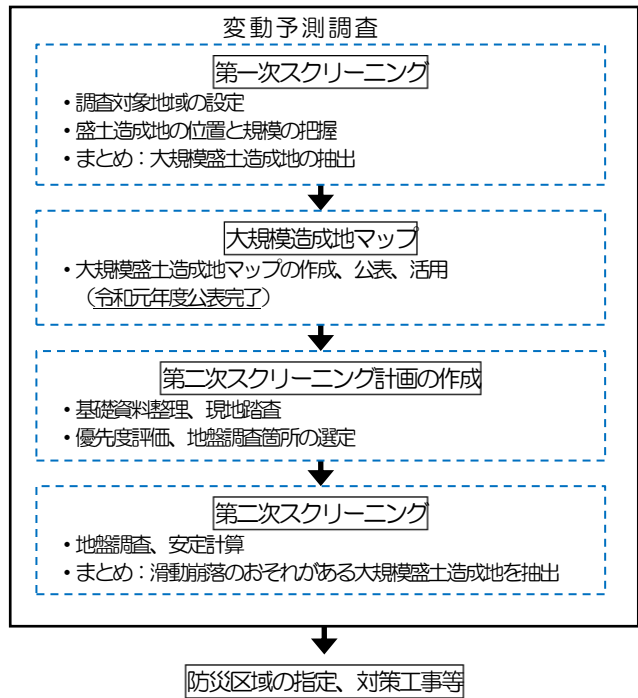 変動予測調査
第一次スクリーニング
・調査対象地域の設定
・盛土造成地の位置と規模の把握
・まとめ：大規模盛土造成地の抽出
大規模造成地マップ
・大規模盛土造成地マップの作成、公表、活用
（令和元年度公表完了）
第二次スクリーニング計画の作成
・基礎資料整理、現地踏査
・優先度評価、地盤調査箇所の選定
第二次スクリーニング
・地盤調査、安定計算
・まとめ：滑動崩落のおそれがある大規模盛土造成地を抽出
防災区域の指定、対策工事等